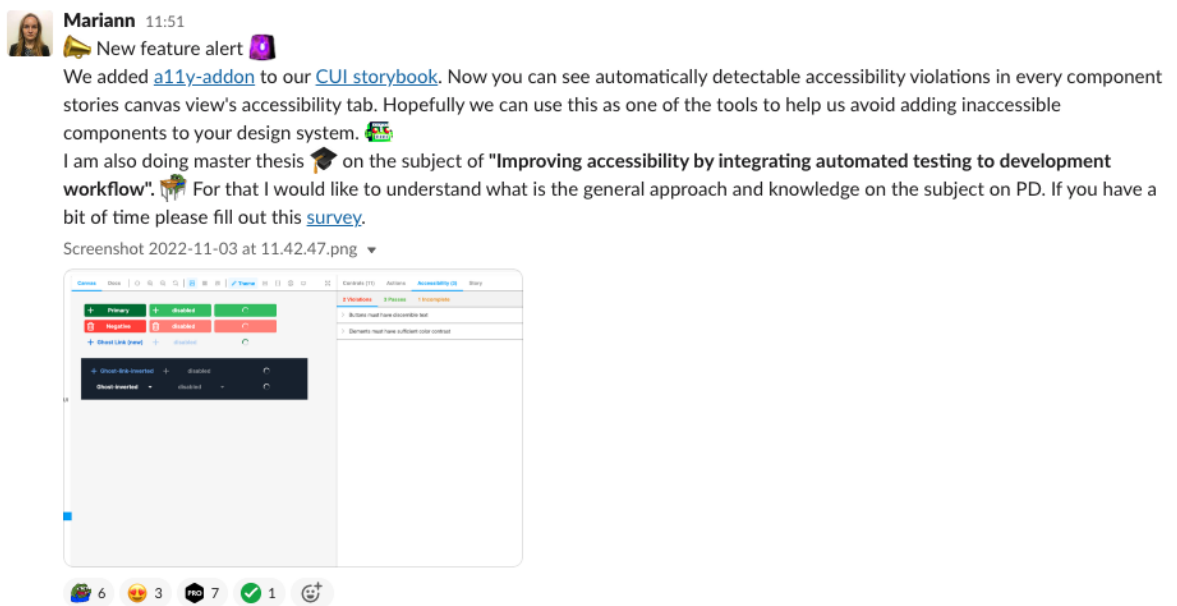 Mariann 11:51
New feature alert
We added a11y-addon to our CUI storybook. Now you can see automatically detectable accessibility violations in every component
stories canvas view's accessibility tab. Hopefully we can use this as one of the tools to help us avoid adding inaccessible
components to your design system.
I am also doing master thesis on the subject of "Improving accessibility by integrating automated testing to development
workflow". For that I would like to understand what is the general approach and knowledge on the subject on PD. If you have a
bit of time please fill out this survey.
Screenshot 2022-11-03 at 11.42.47.png
Canvas Docs Theme Controls (11) Actions Accessibility (3) Story
2 Violations 3 Passes 1 Incomplete
Primary disabled
Buttons must have discernible text
Negative disabled
Elements must have sufficient color contrast
Ghost Link (new) disabled
Ghost-link-inverted disabled
Ghost-inverted disabled
6 3 PRO 7 1